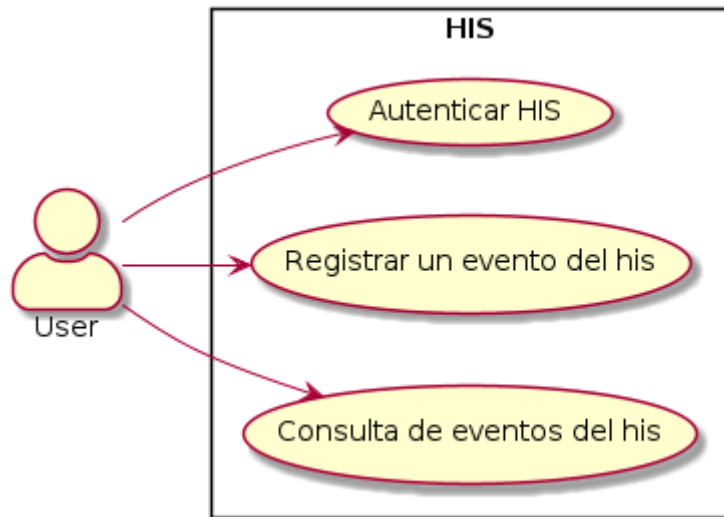 HIS
Autenticar HIS
Registrar un evento del his
User
Consulta de eventos del his